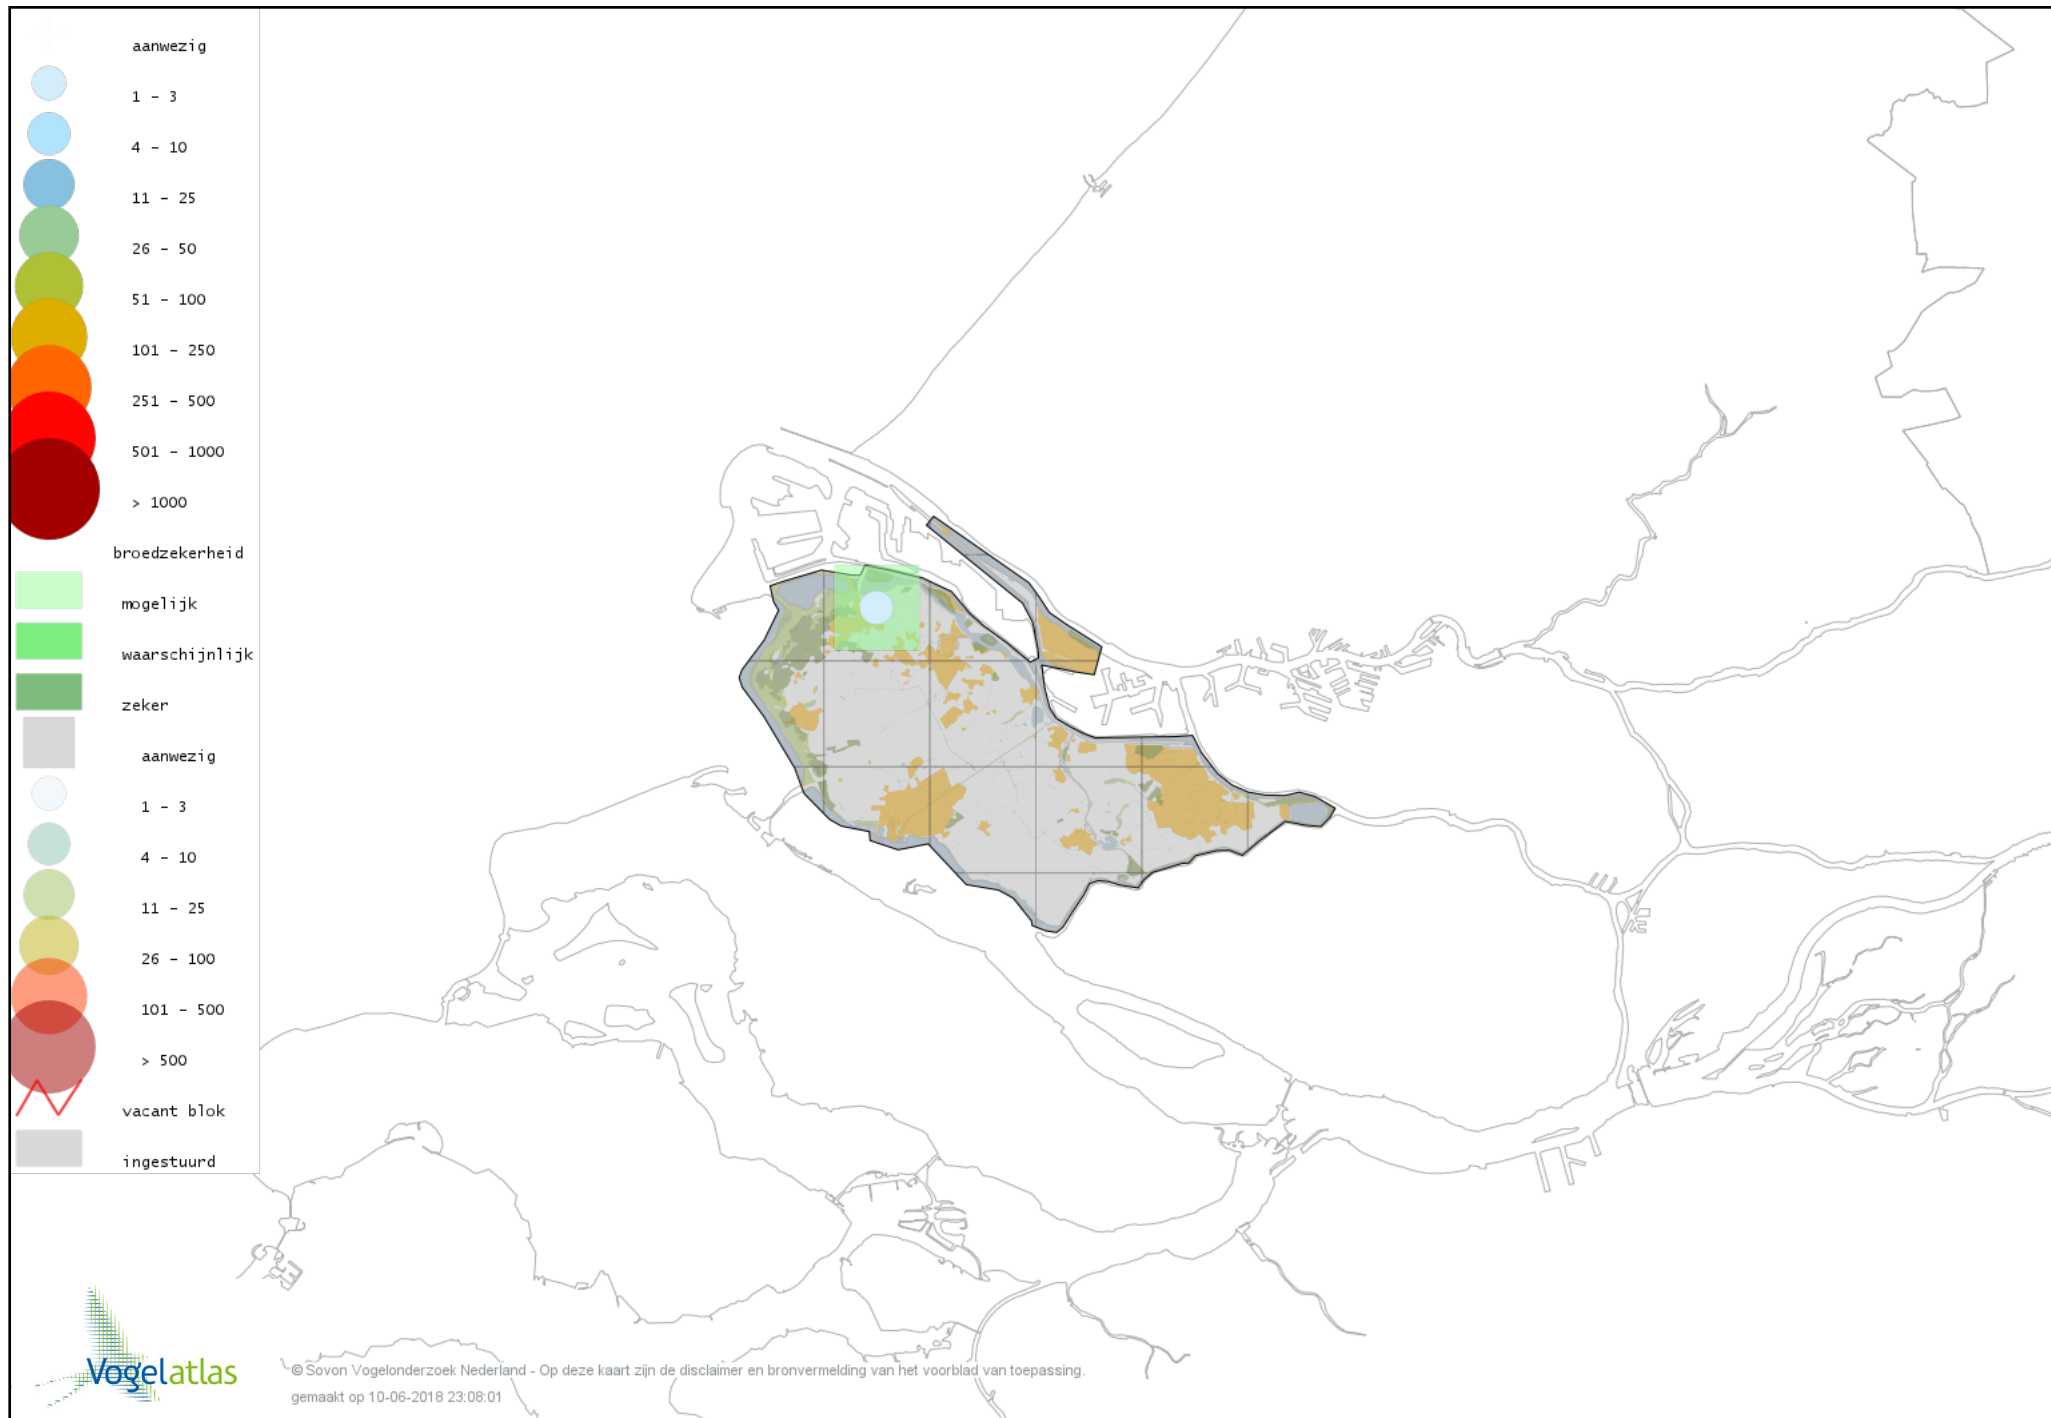 aanwezig
1 - 3
4 - 10
11 - 25
26 - 50
51 - 100
101 - 250
251 - 500
501 - 1000
> 1000
broedzekerheid
mogelijk
waarschijnlijk
zeker
aanwezig
1 - 3
4 - 10
11 - 25
26 - 100
101 - 500
> 500
vacant blok
ingestuurd
Vogelatlas
© Sovon Vogelonderzoek Nederland - Op deze kaart zijn de disclaimer en bronvermelding van het voorblad van toepassing.
gemaakt op 10-06-2018 23:08:01